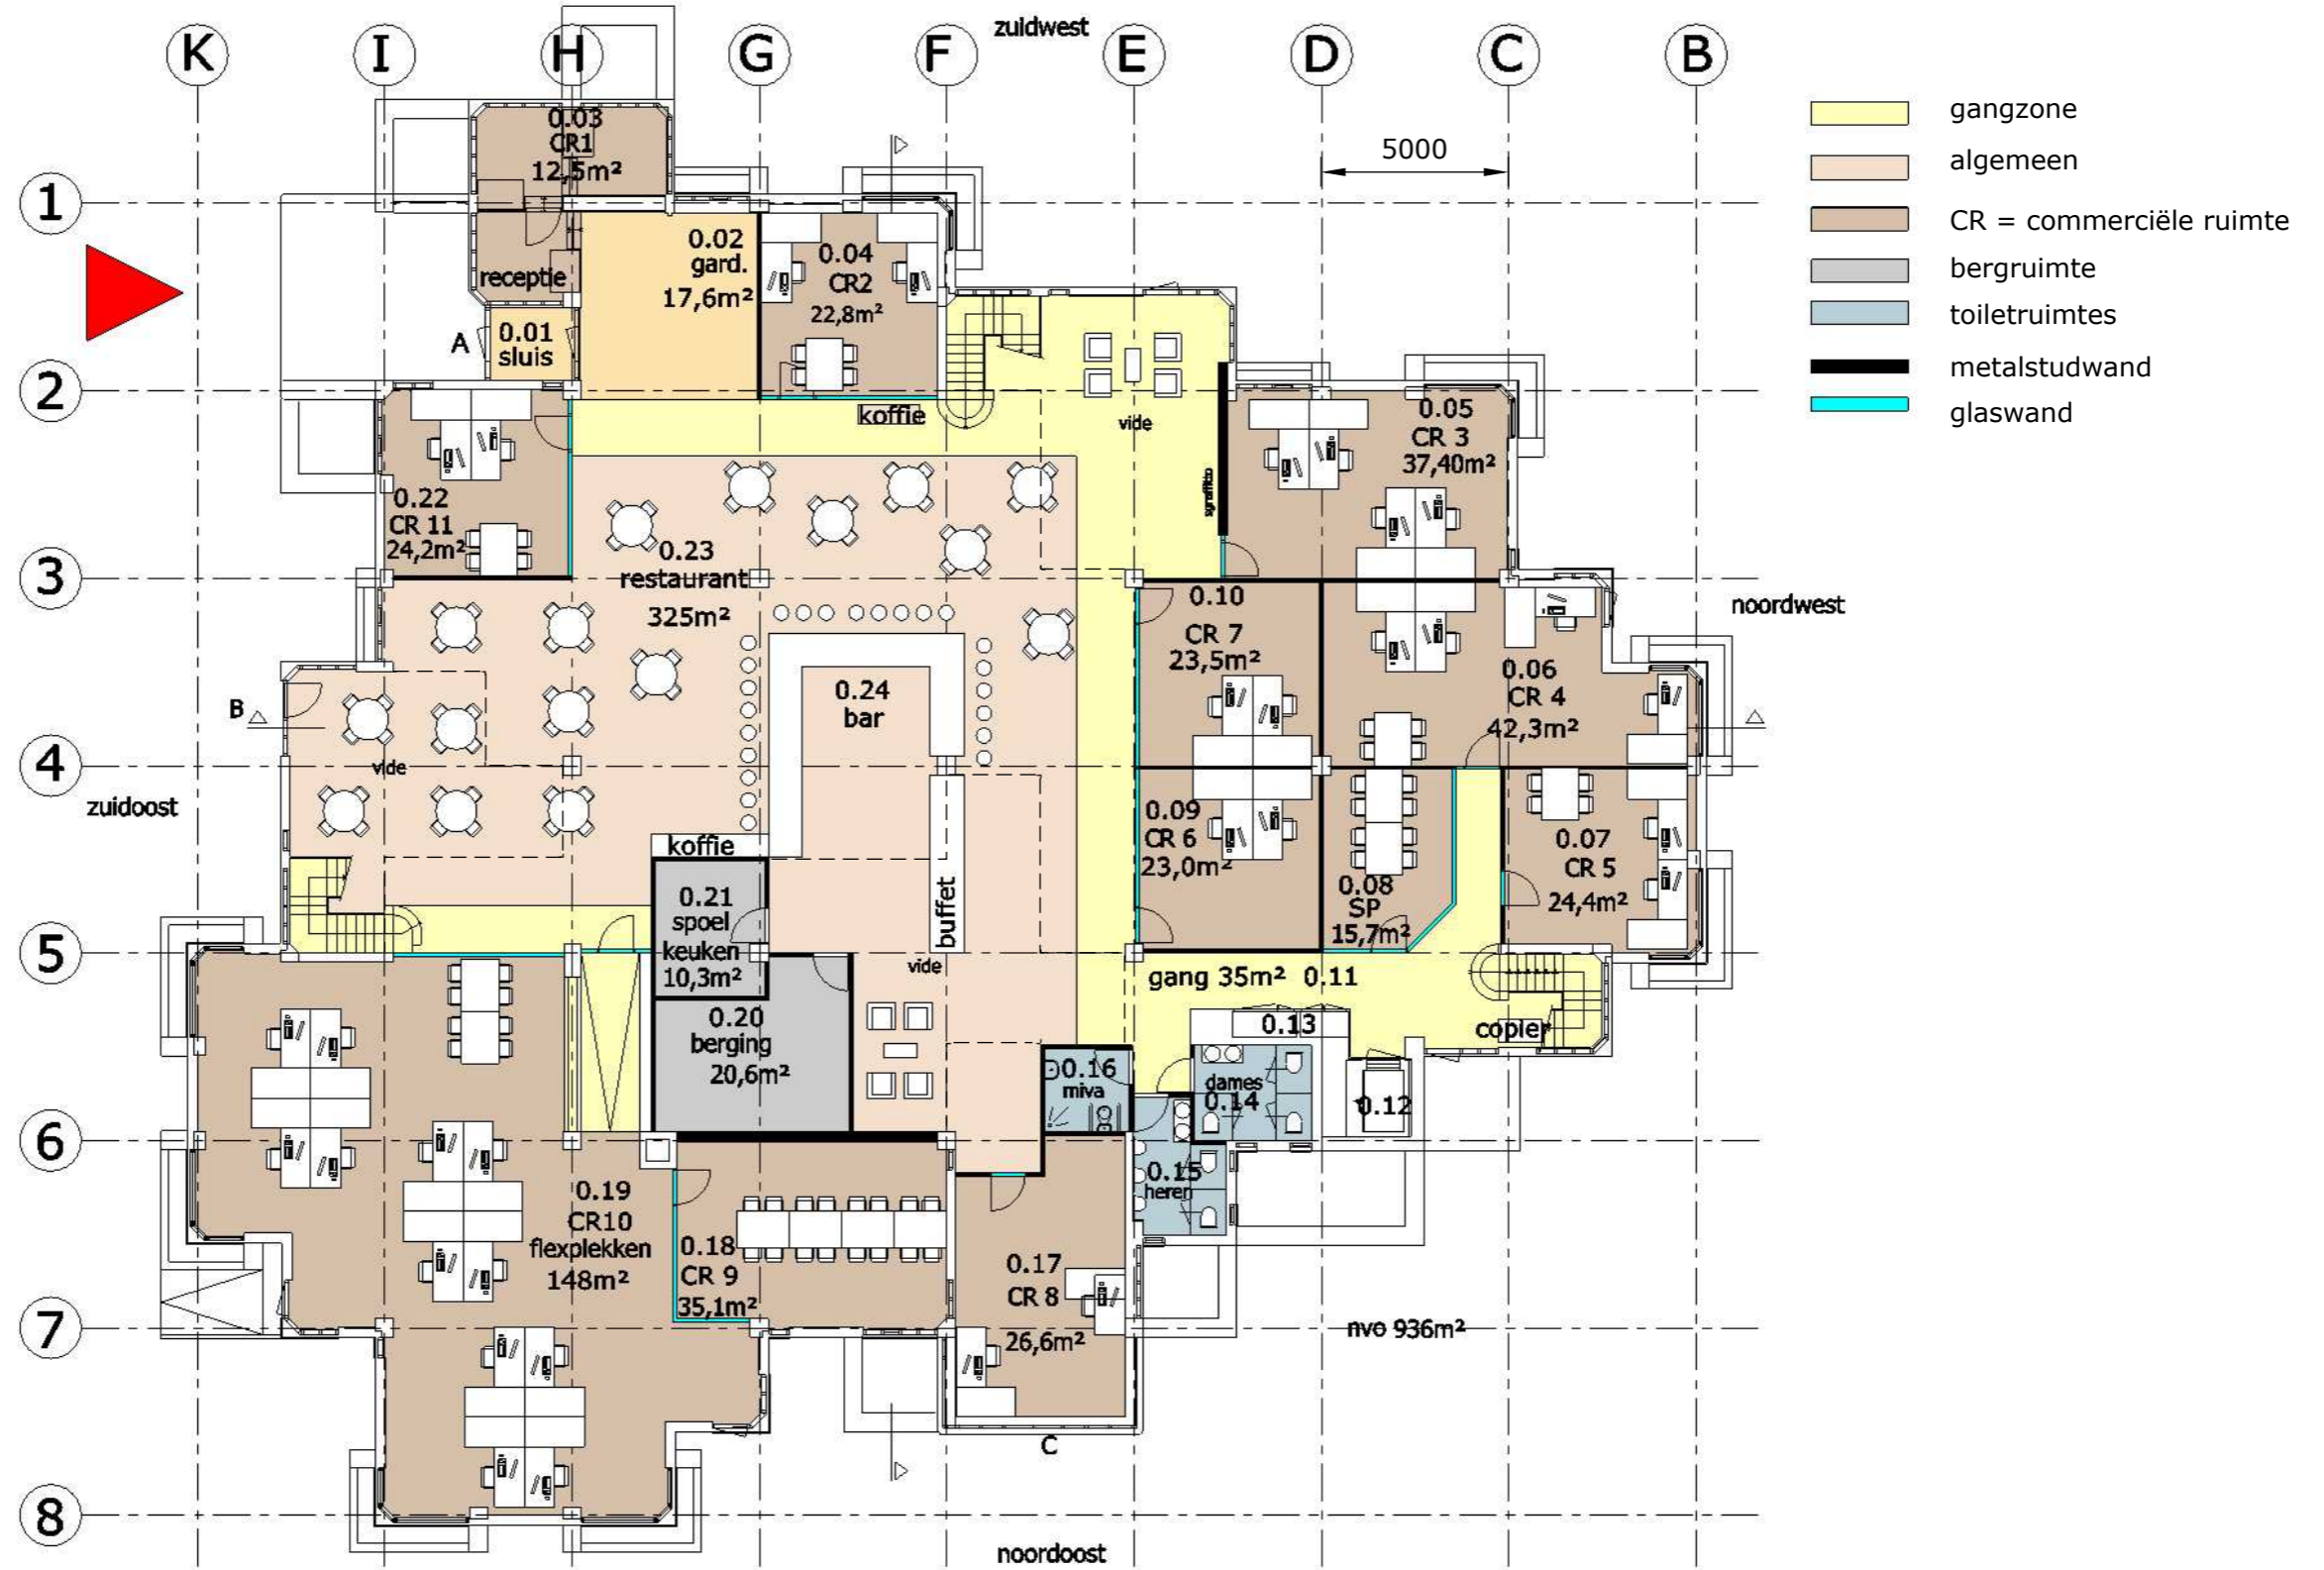 zuidwest
K I H G F E D C B
5000
gangzone
algemeen
CR = commerciële ruimte
bergruimte
toiletruimtes
metalstudwand
glaswand
1
0.03
CR1
12,5m²
receptie
0.02
gard.
17,6m²
0.04
CR2
22,8m²
A
0.01
sluis
2
koffie
vide
0.05
CR 3
37,40m²
sgraffito
0.22
CR 11
24,2m²
0.23
restaurant
325m²
3
noordwest
0.10
CR 7
23,5m²
0.24
bar
0.06
CR 4
42,3m²
B
4
vide
zuidoost
0.09
CR 6
23,0m²
0.07
CR 5
24,4m²
0.08
SP
15,7m²
koffie
0.21
spoel
keuken
10,3m²
buffet
5
vide
gang 35m² 0.11
0.20
berging
20,6m²
0.13
copier
0.16
miva
dames
0.14
0.12
6
0.15
heren
0.19
CR10
flexplekken
148m²
0.18
CR 9
35,1m²
0.17
CR 8
26,6m²
7
nvo 936m²
C
8
noordoost